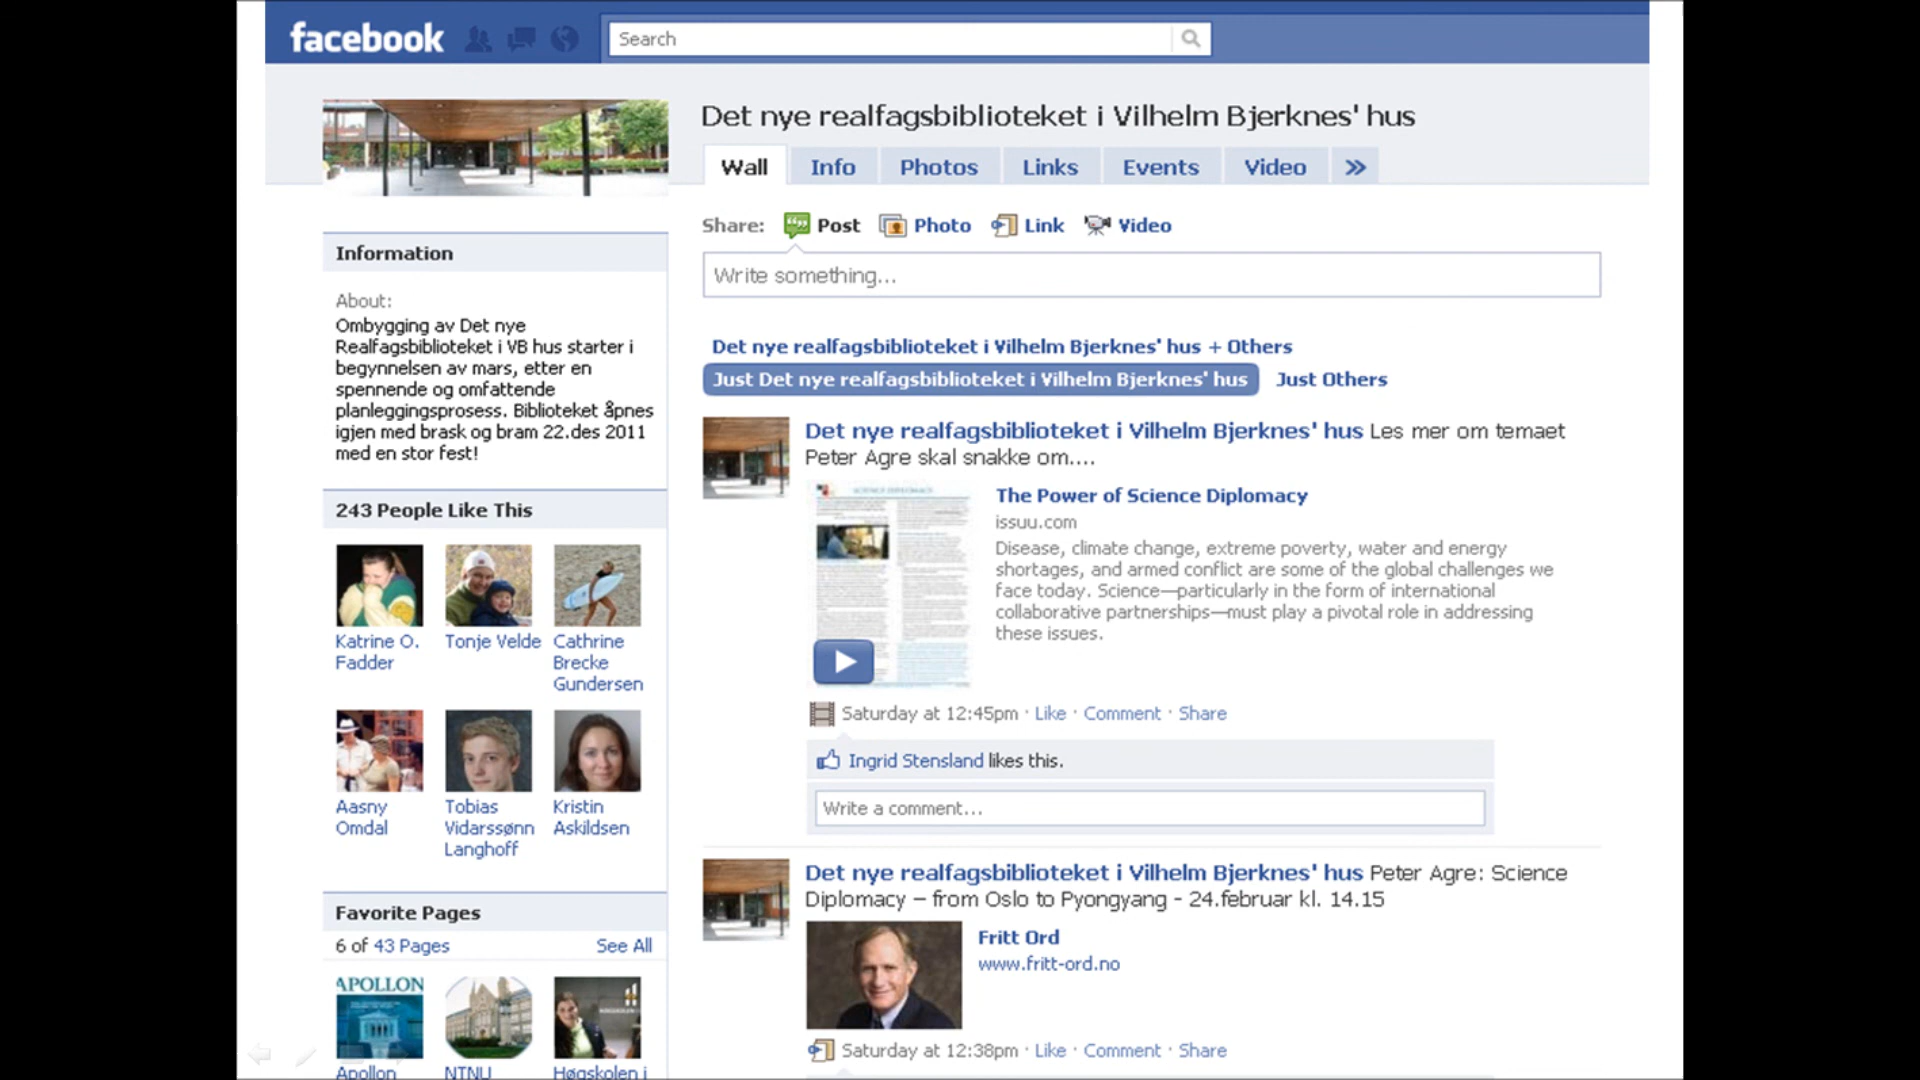 facebook
Search
Det nye realfagsbiblioteket i Vilhelm Bjerknes' hus
Wall Info Photos Links Events Video »
Share: Post Photo Link Video
Write something...
Information
About:
Ombygging av Det nye
Realfagsbiblioteket i VB hus starter i
begynnelsen av mars, etter en
spennende og omfattende
planleggingsprosess. Biblioteket åpnes
igjen med brask og bram 22.des 2011
med en stor fest!
243 People Like This
Katrine O.
Fadder
Tonje Velde
Cathrine
Brecke
Gundersen
Aasny
Omdal
Tobias
Vidarssønn
Langhoff
Kristin
Askildsen
Favorite Pages
6 of 43 Pages See All
APOLLON
Apollon
NTNU
Høgskolen i
Det nye realfagsbiblioteket i Vilhelm Bjerknes' hus + Others
Just Det nye realfagsbiblioteket i Vilhelm Bjerknes' hus Just Others
Det nye realfagsbiblioteket i Vilhelm Bjerknes' hus Les mer om temaet
Peter Agre skal snakke om....
SCIENCE DIPLOMACY
The Power of Science Diplomacy
issuu.com
Disease, climate change, extreme poverty, water and energy
shortages, and armed conflict are some of the global challenges we
face today. Science—particularly in the form of international
collaborative partnerships—must play a pivotal role in addressing
these issues.
Saturday at 12:45pm · Like · Comment · Share
Ingrid Stensland likes this.
Write a comment...
Det nye realfagsbiblioteket i Vilhelm Bjerknes' hus Peter Agre: Science
Diplomacy – from Oslo to Pyongyang - 24.februar kl. 14.15
Fritt Ord
www.fritt-ord.no
Saturday at 12:38pm · Like · Comment · Share